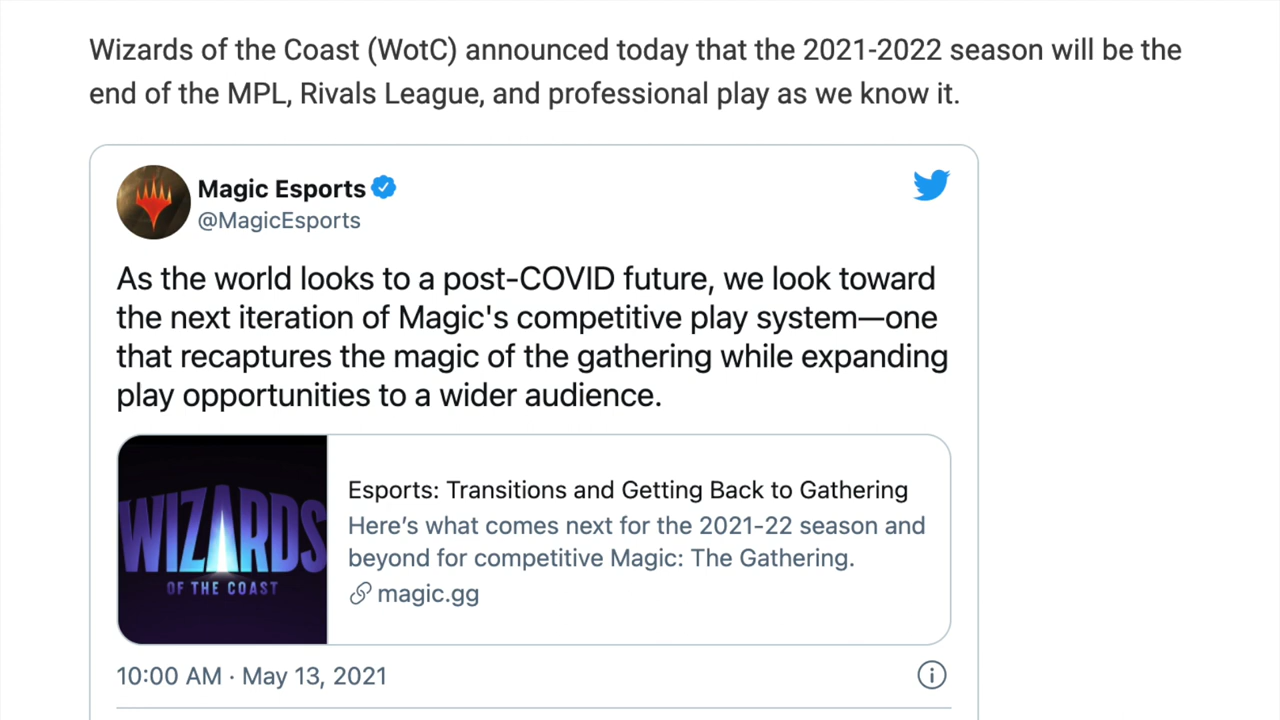 Wizards of the Coast (WotC) announced today that the 2021-2022 season will be the
end of the MPL, Rivals League, and professional play as we know it.
Magic Esports
@MagicEsports
As the world looks to a post-COVID future, we look toward
the next iteration of Magic's competitive play system—one
that recaptures the magic of the gathering while expanding
play opportunities to a wider audience.
WIZARDS
OF THE COAST
Esports: Transitions and Getting Back to Gathering
Here’s what comes next for the 2021-22 season and
beyond for competitive Magic: The Gathering.
magic.gg
10:00 AM · May 13, 2021